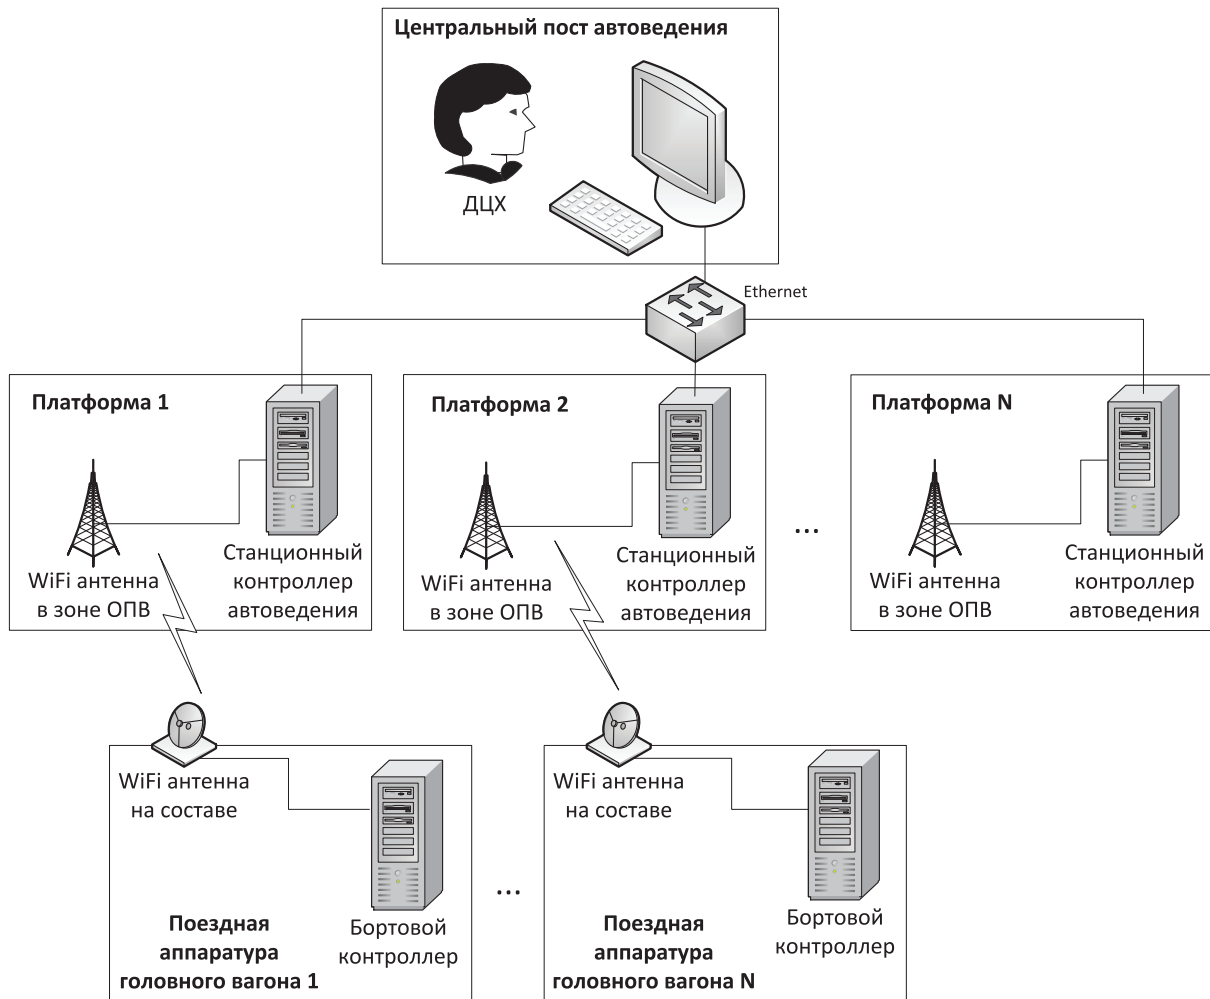 Центральный пост автоведения
ДЦХ
Ethernet
Платформа 1
WiFi антенна
в зоне ОПВ
Станционный
контроллер
автоведения
Платформа 2
WiFi антенна
в зоне ОПВ
Станционный
контроллер
автоведения
...
Платформа N
WiFi антенна
в зоне ОПВ
Станционный
контроллер
автоведения
WiFi антенна
на составе
Поездная
аппаратура
головного вагона 1
Бортовой
контроллер
...
WiFi антенна
на составе
Поездная
аппаратура
головного вагона N
Бортовой
контроллер